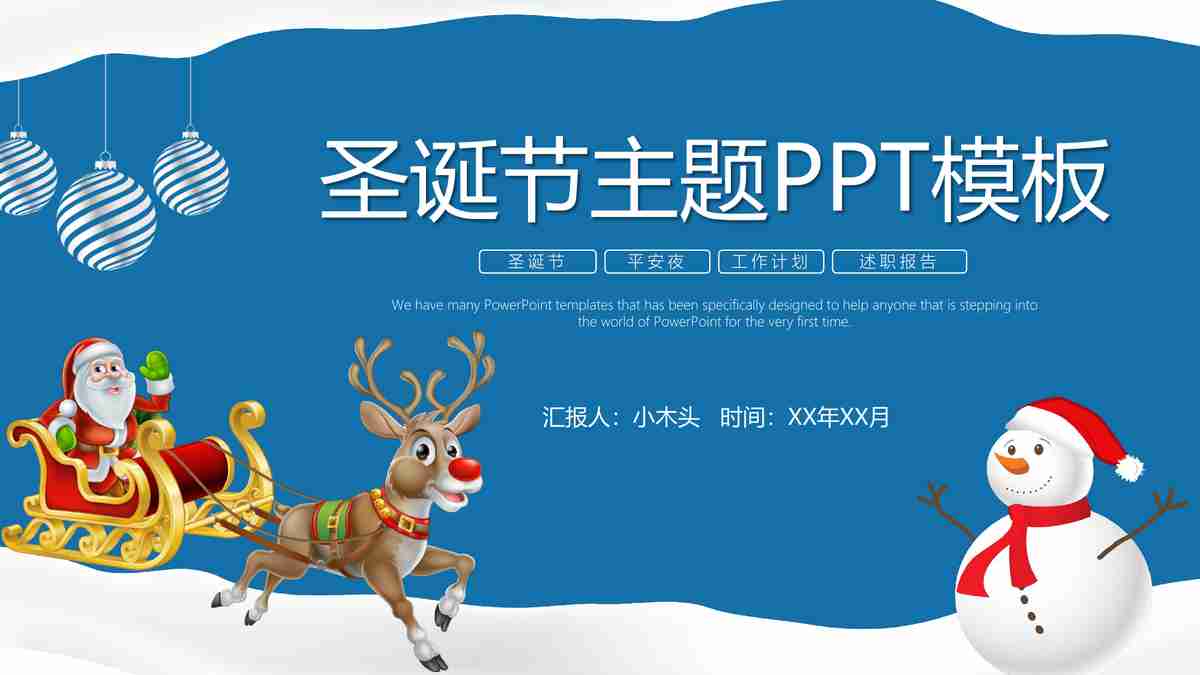 圣诞节主题PPT模板
圣诞节 平安夜 工作计划 述职报告
We have many PowerPoint templates that has been specifically designed to help anyone that is stepping into
the world of PowerPoint for the very first time.
汇报人：小木头 时间：XX年XX月